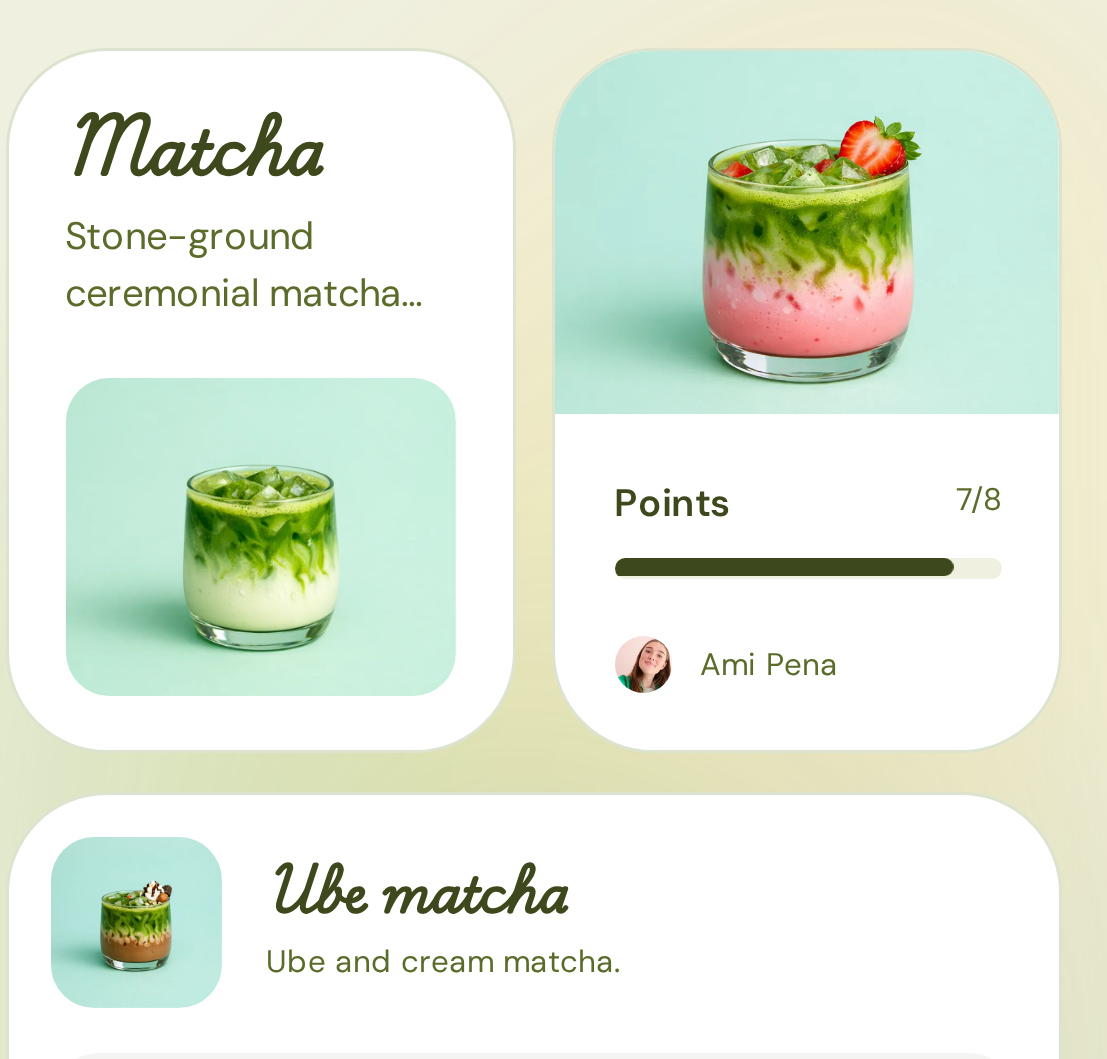 Matcha
Stone-ground
ceremonial matcha...
Points
7/8
Ami Pena
Ube matcha
Ube and cream matcha.